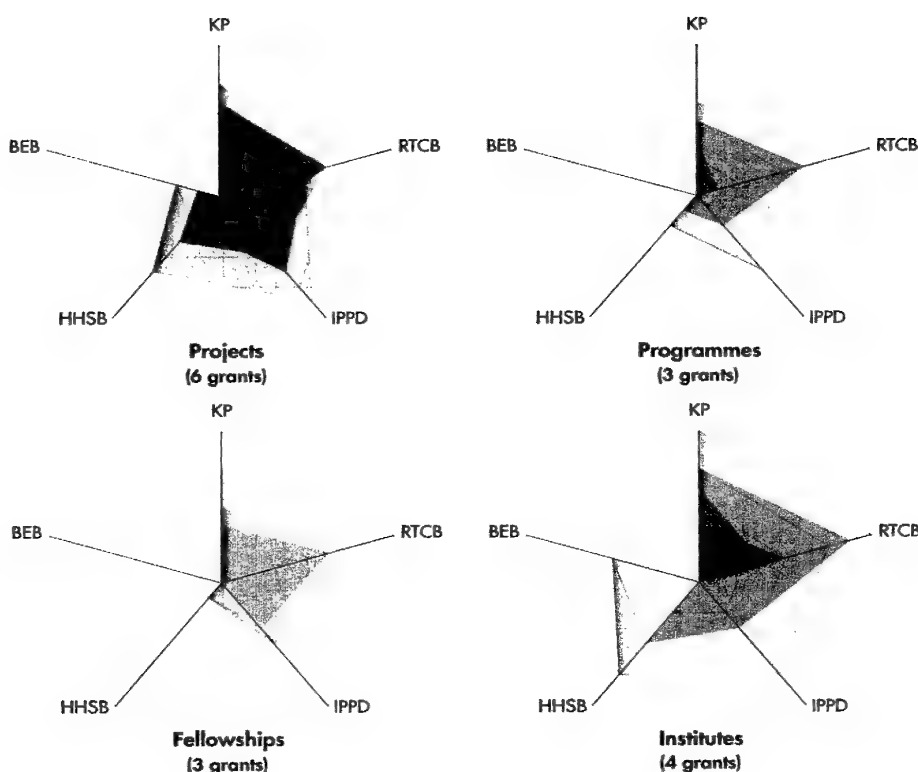 KP
BEB
RTCB
HHSB
IPPD
Projects
(6 grants)
KP
BEB
RTCB
HHSB
IPPD
Programmes
(3 grants)
KP
BEB
RTCB
HHSB
IPPD
Fellowships
(3 grants)
KP
BEB
RTCB
HHSB
IPPD
Institutes
(4 grants)